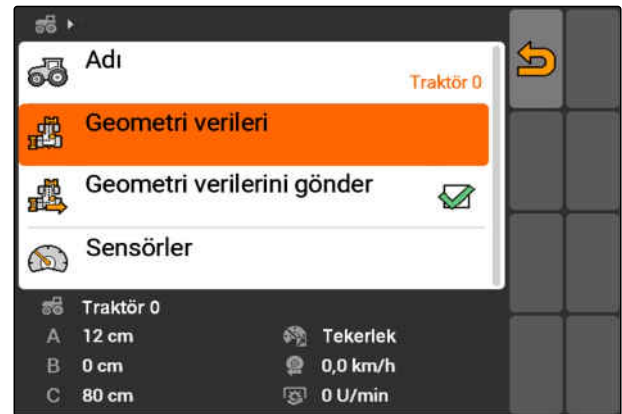 Adı
Traktör 0
Geometri verileri
Geometri verilerini gönder
Sensörler
Traktör 0
A 12 cm Tekerlek
B 0 cm 0,0 km/h
C 80 cm 0 U/min